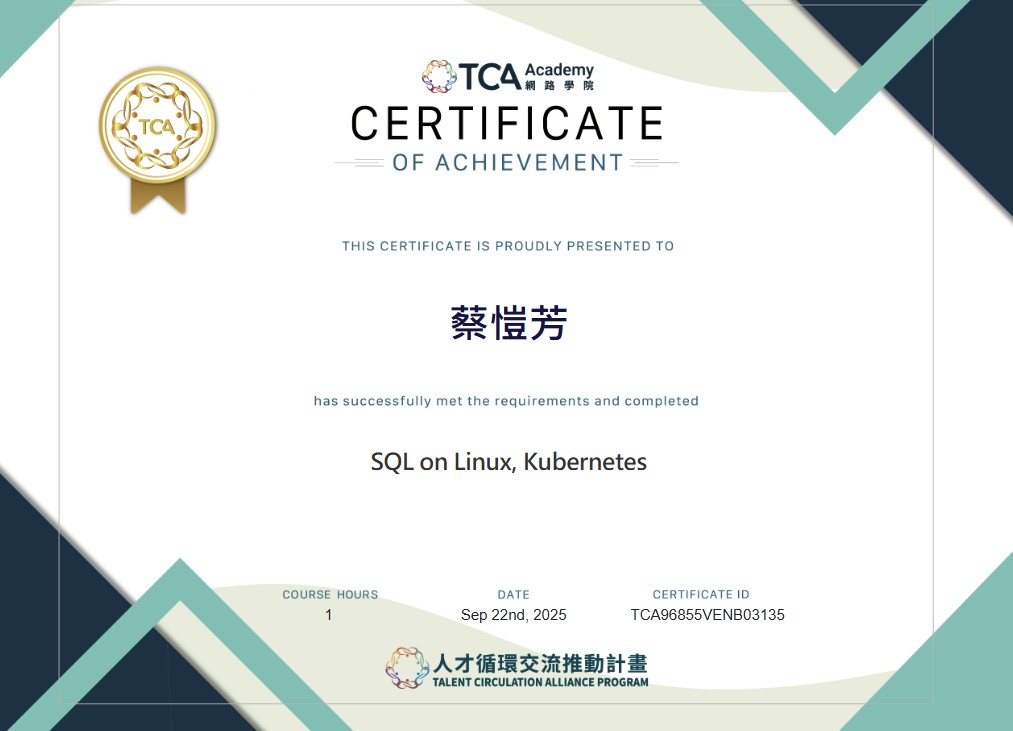 TCA Academy
網路學院
CERTIFICATE
OF ACHIEVEMENT
TCA
THIS CERTIFICATE IS PROUDLY PRESENTED TO
蔡愷芳
has successfully met the requirements and completed
SQL on Linux, Kubernetes
COURSE HOURS DATE CERTIFICATE ID
1 Sep 22nd, 2025 TCA96855VENB03135
人才循環交流推動計畫
TALENT CIRCULATION ALLIANCE PROGRAM